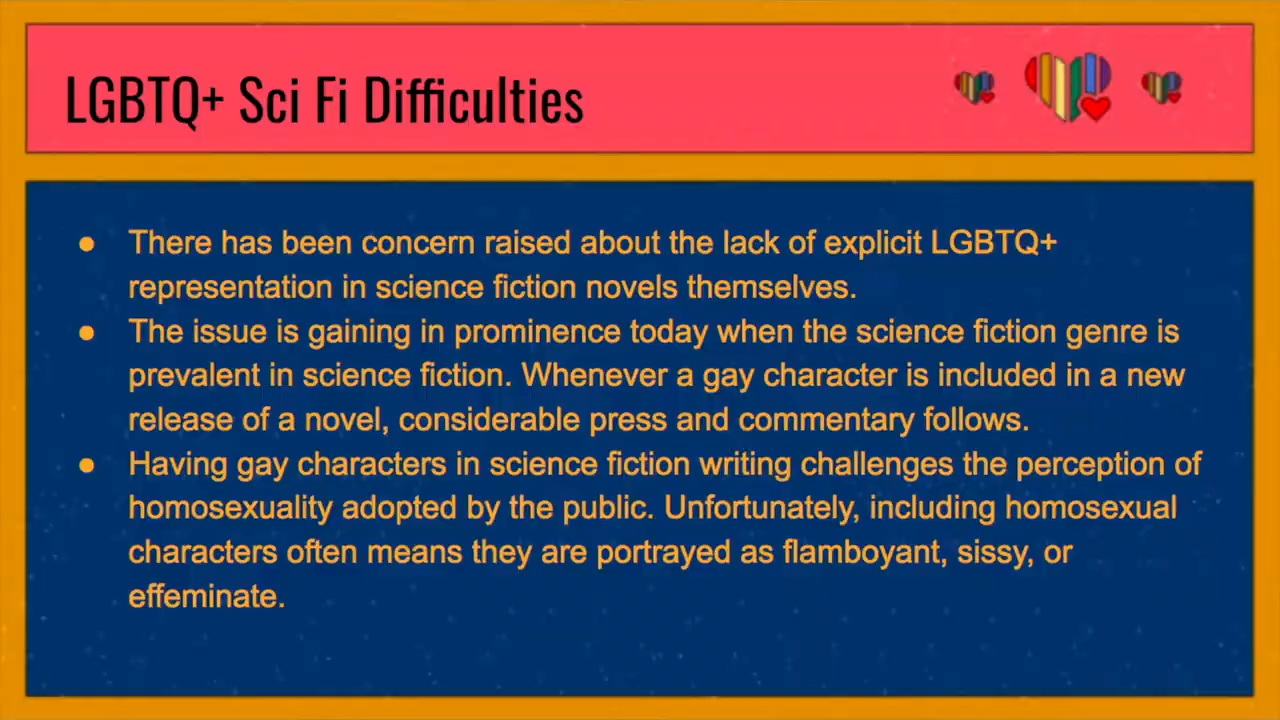 LGBTQ+ Sci Fi Difficulties
● There has been concern raised about the lack of explicit LGBTQ+
representation in science fiction novels themselves.
● The issue is gaining in prominence today when the science fiction genre is
prevalent in science fiction. Whenever a gay character is included in a new
release of a novel, considerable press and commentary follows.
● Having gay characters in science fiction writing challenges the perception of
homosexuality adopted by the public. Unfortunately, including homosexual
characters often means they are portrayed as flamboyant, sissy, or
effeminate.